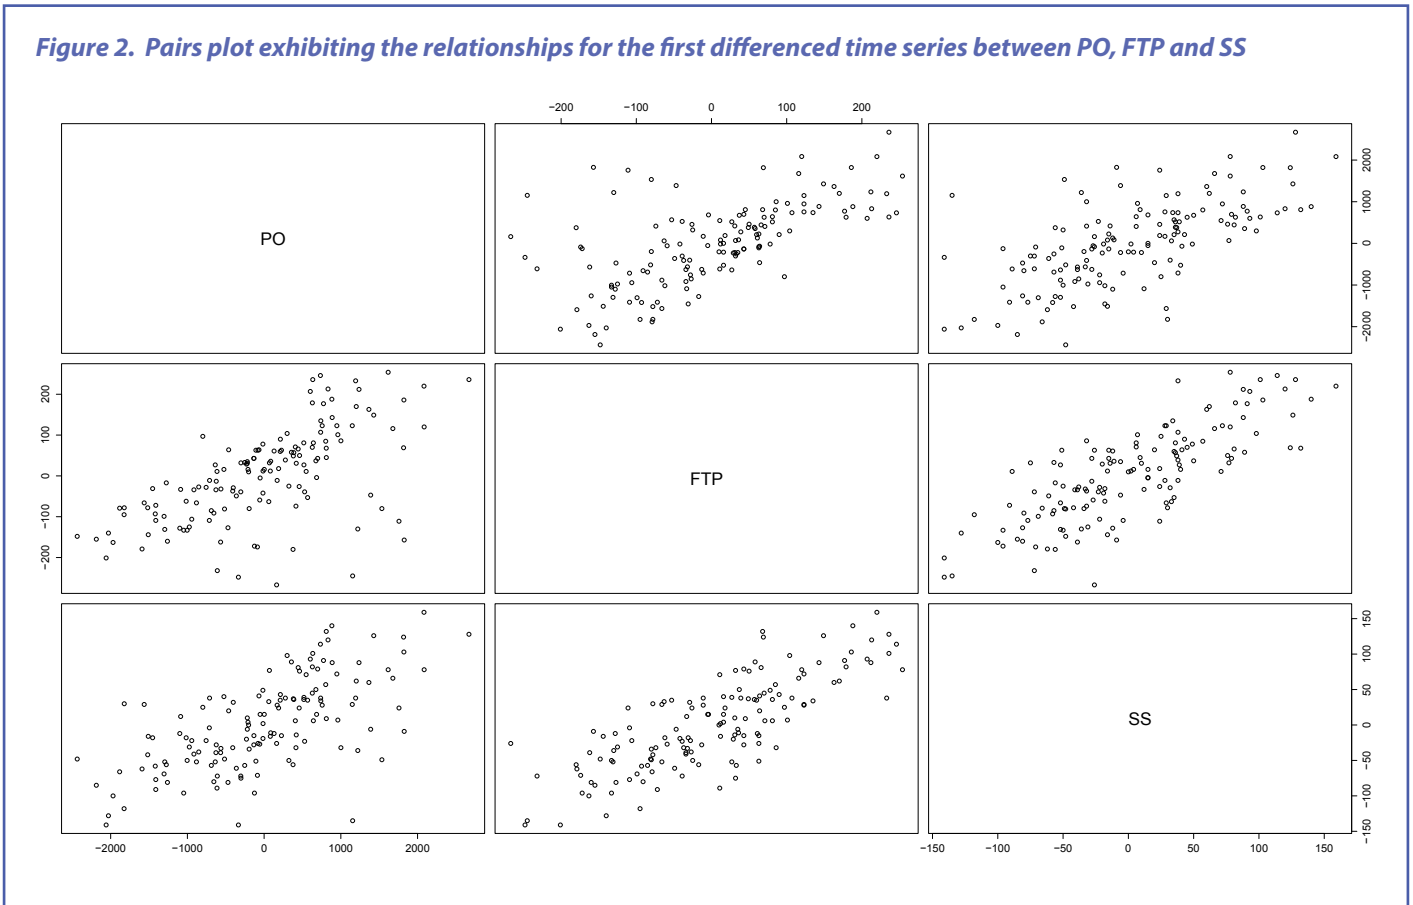 Figure 2. Pairs plot exhibiting the relationships for the first differenced time series between PO, FTP and SS
−200 −100 0 100 200
PO
2000
1000
0
−1000
−2000
200
100
0
−100
−200
FTP
SS
150
100
50
0
−50
−100
−150
−2000 −1000 0 1000 2000
−150 −100 −50 0 50 100 150